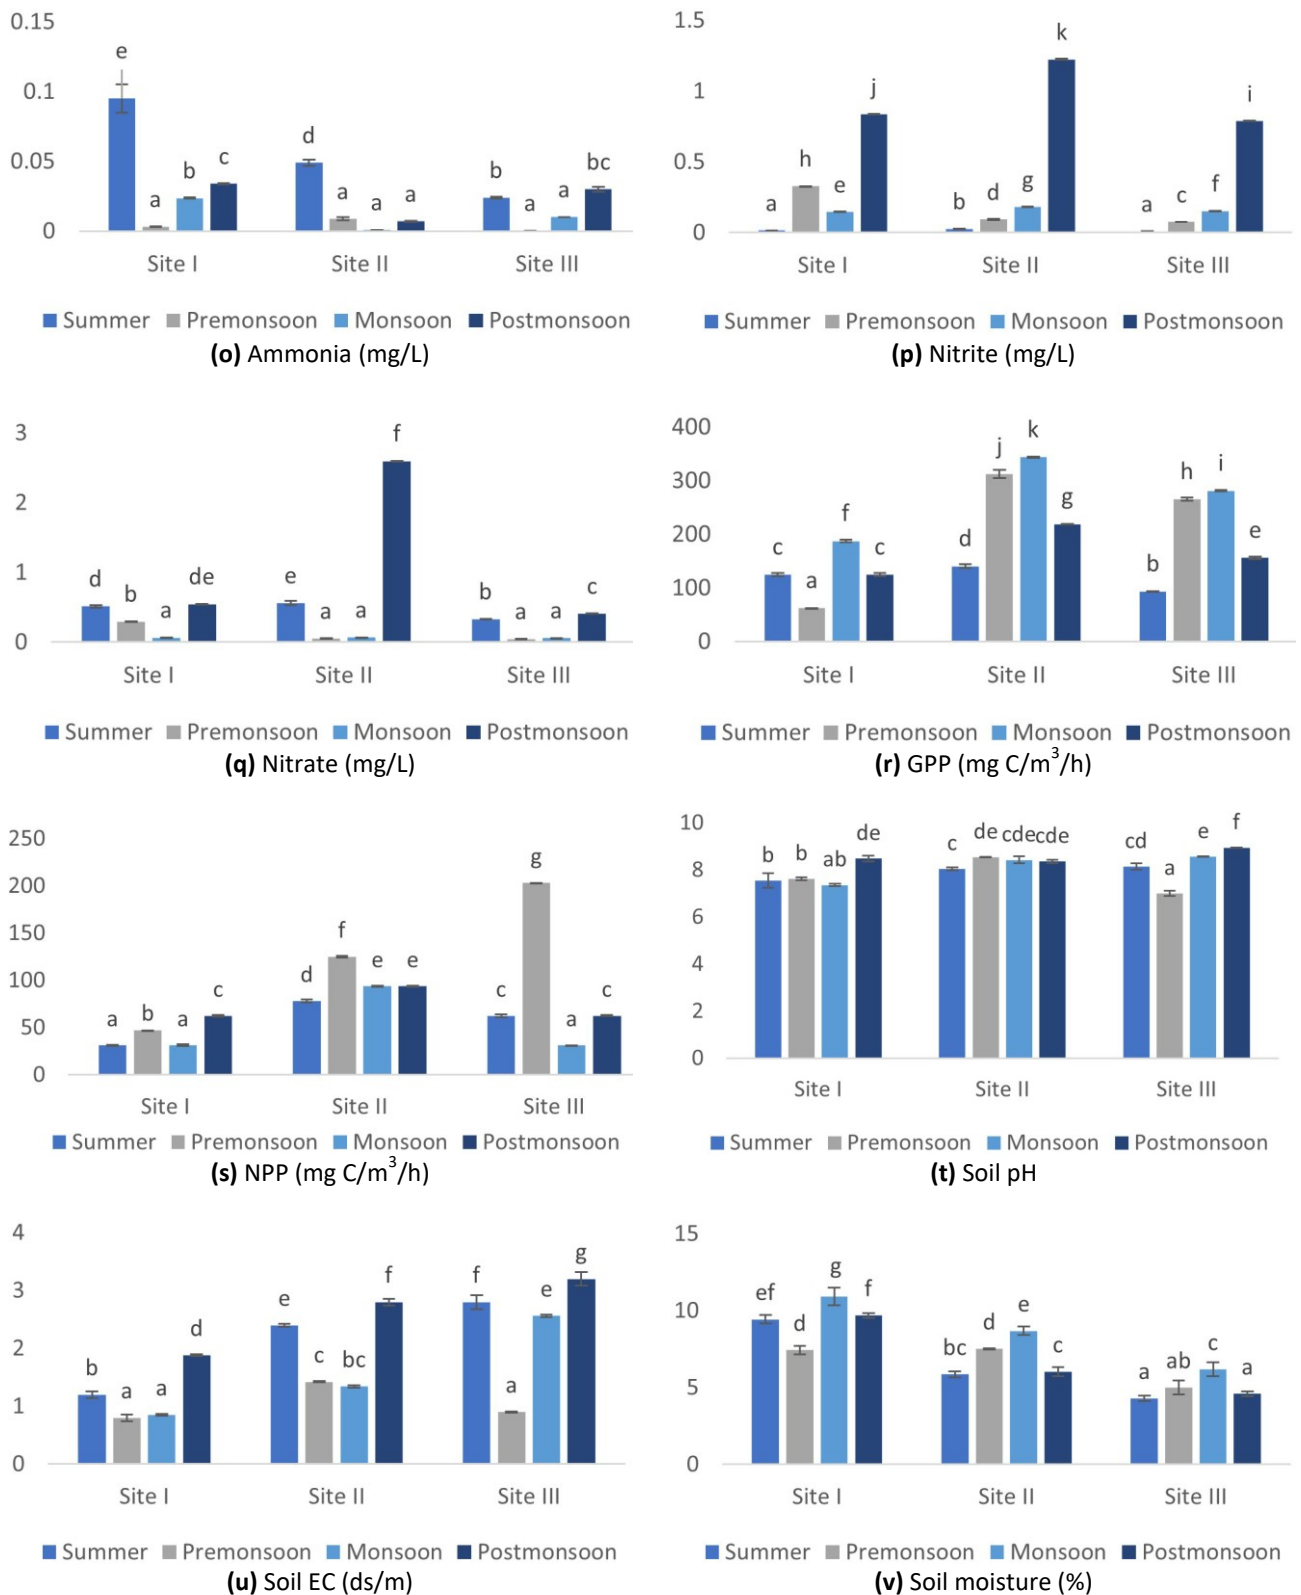 0.15
0.1
0.05
0
e
a
b
c
d
a
a
a
b
a
a
bc
Site I
Site II
Site III
Summer Premonsoon Monsoon Postmonsoon
(o) Ammonia (mg/L)
1.5
1
0.5
0
a
h
e
j
b
d
g
k
a
c
f
i
Site I
Site II
Site III
Summer Premonsoon Monsoon Postmonsoon
(p) Nitrite (mg/L)
3
2
1
0
d
b
a
de
e
a
a
f
b
a
a
c
Site I
Site II
Site III
Summer Premonsoon Monsoon Postmonsoon
(q) Nitrate (mg/L)
400
300
200
100
0
c
a
f
c
d
j
k
g
b
h
i
e
Site I
Site II
Site III
Summer Premonsoon Monsoon Postmonsoon
(r) GPP (mg C/m³/h)
250
200
150
100
50
0
a
b
a
c
d
f
e
e
c
g
a
c
Site I
Site II
Site III
Summer Premonsoon Monsoon Postmonsoon
(s) NPP (mg C/m³/h)
10
8
6
4
2
0
b
b
ab
de
c
de
cde
cde
cd
a
e
f
Site I
Site II
Site III
Summer Premonsoon Monsoon Postmonsoon
(t) Soil pH
4
3
2
1
0
b
a
a
d
e
c
bc
f
f
a
e
g
Site I
Site II
Site III
Summer Premonsoon Monsoon Postmonsoon
(u) Soil EC (ds/m)
15
10
5
0
ef
d
g
f
bc
d
e
c
a
ab
c
a
Site I
Site II
Site III
Summer Premonsoon Monsoon Postmonsoon
(v) Soil moisture (%)